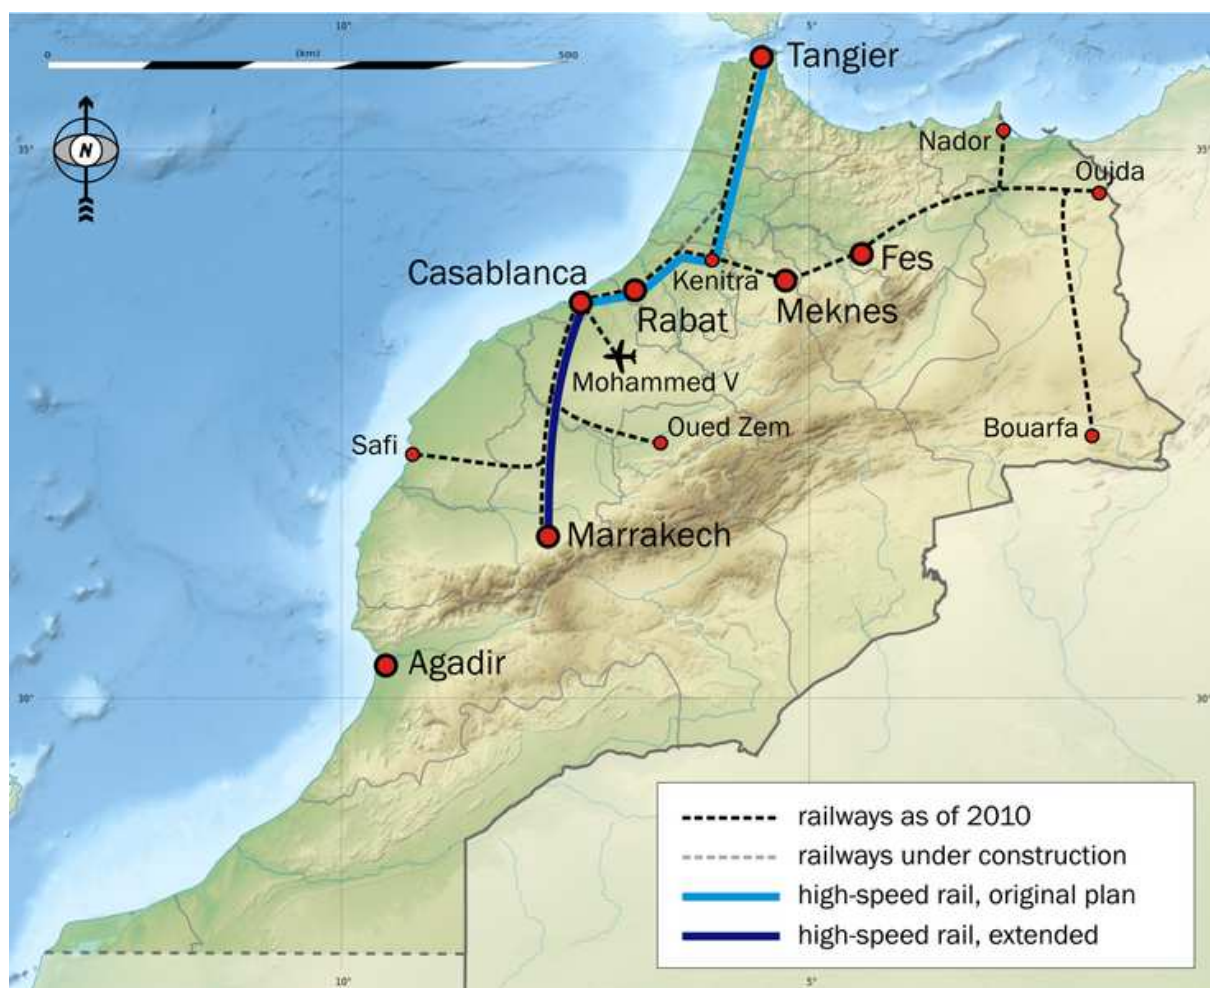 10°
5°
0
(km)
500
Tangier
N
Nador
35°
35°
Oujda
Casablanca
Kenitra
Fes
Rabat
Meknes
Mohammed V
Safi
Oued Zem
Bouarfa
Marrakech
Agadir
30°
30°
railways as of 2010
railways under construction
high-speed rail, original plan
high-speed rail, extended
10°
5°